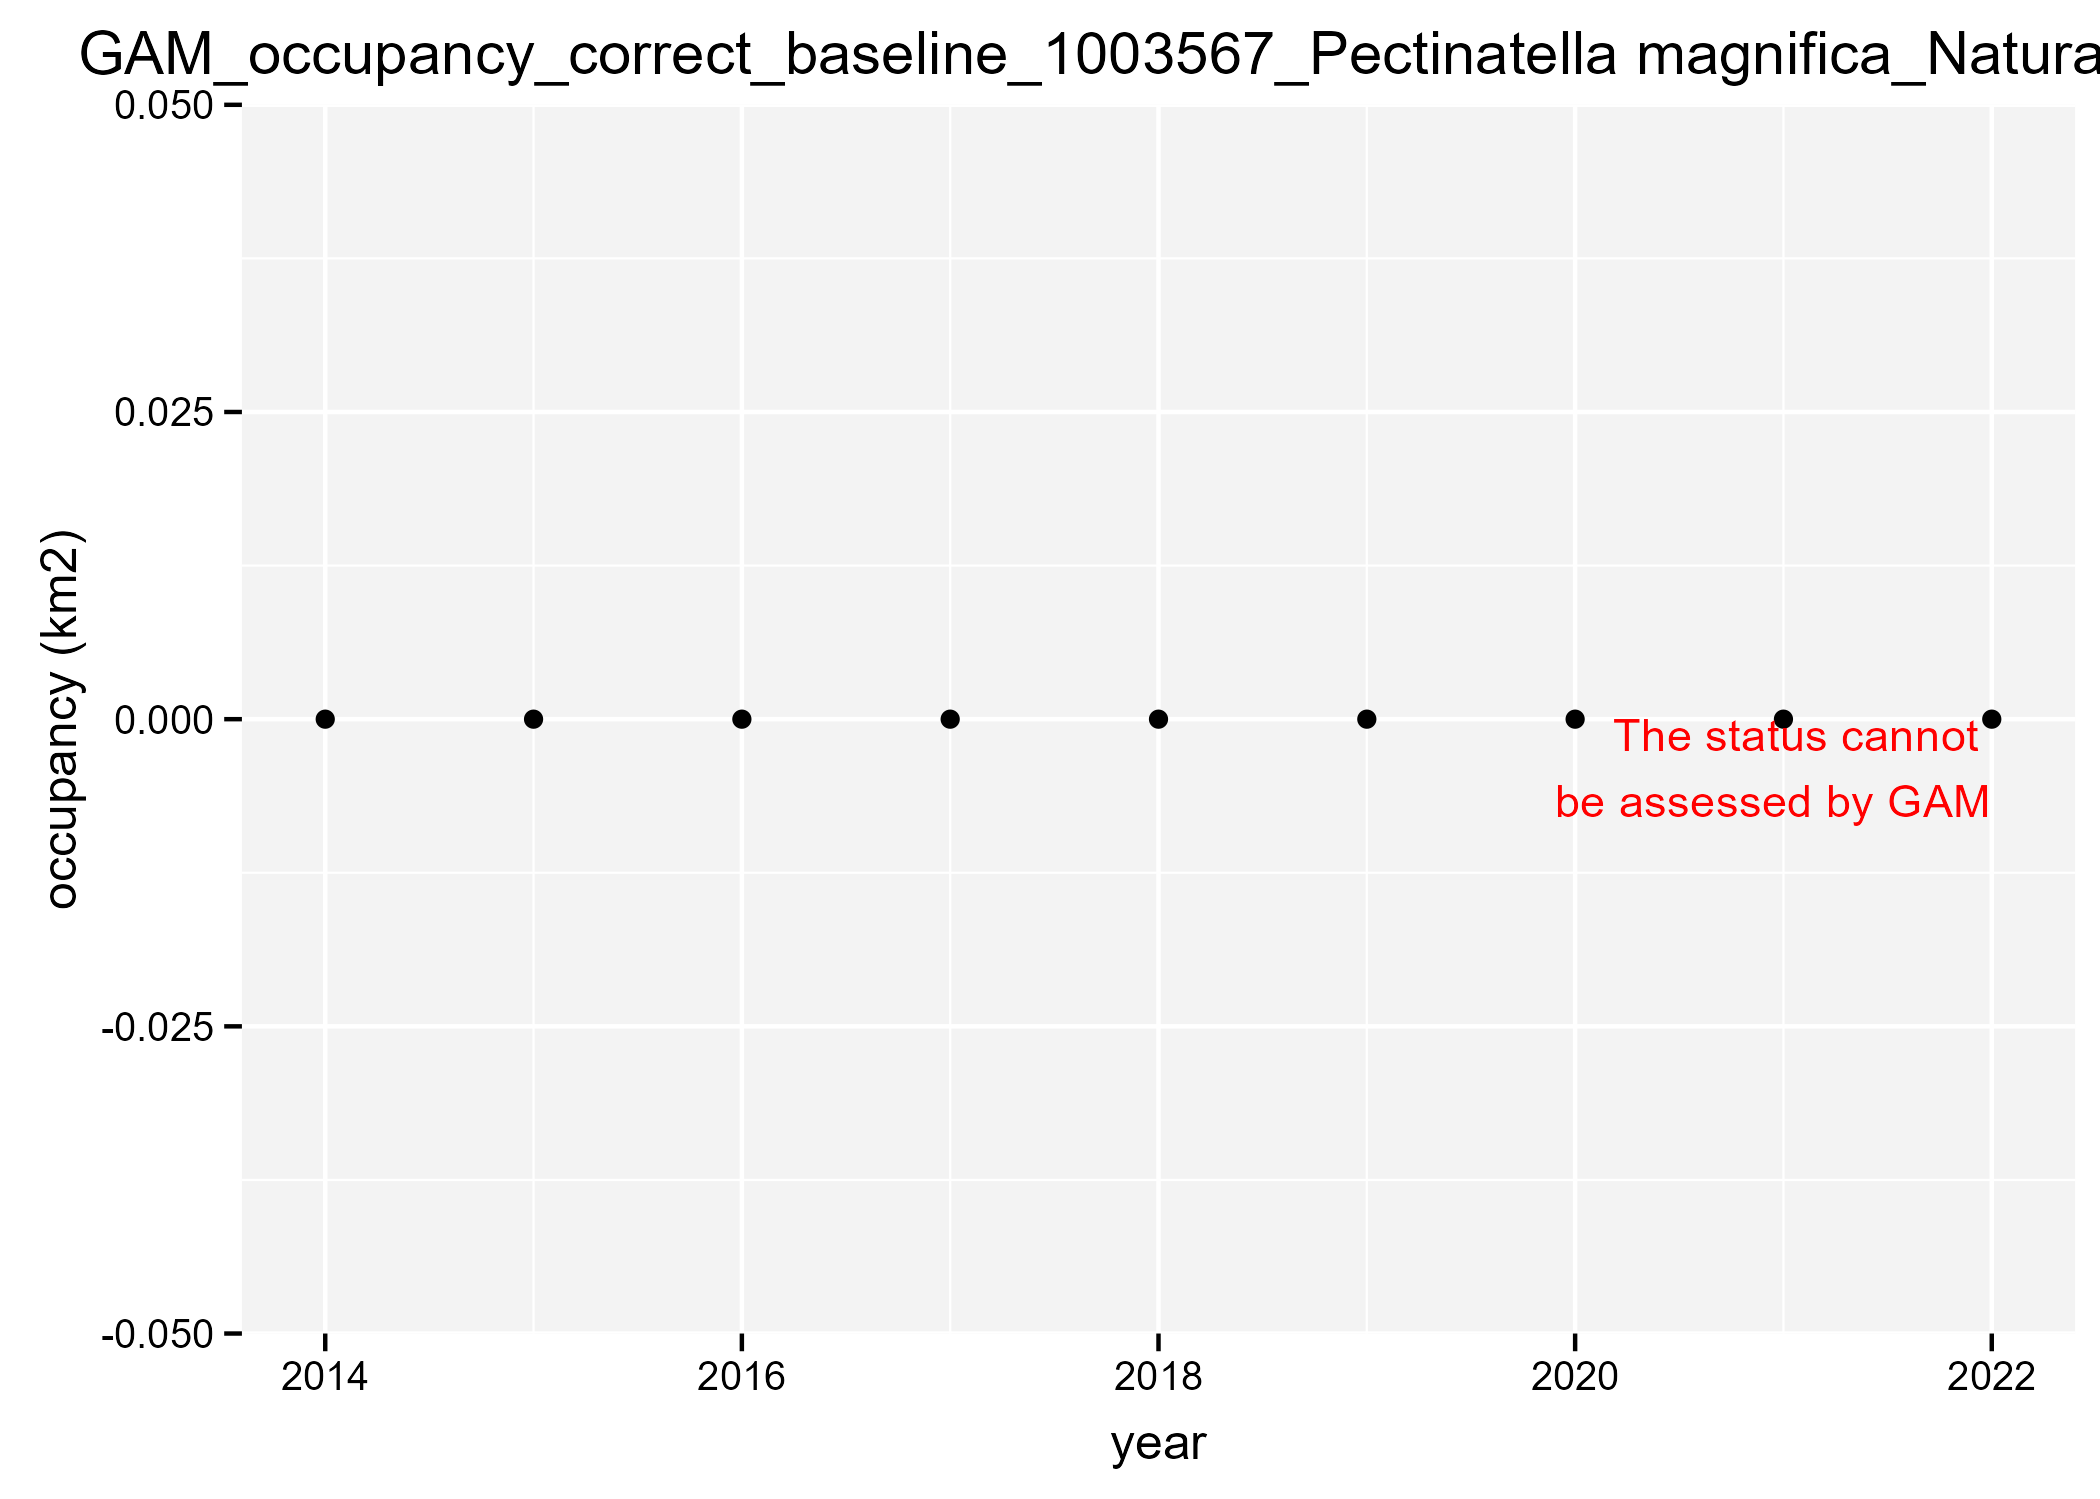 GAM_occupancy_correct_baseline_1003567_Pectinatella magnifica_Natura
0.050
0.025
0.000
-0.025
-0.050
occupancy (km2)
The status cannot
be assessed by GAM
2014 2016 2018 2020 2022
year